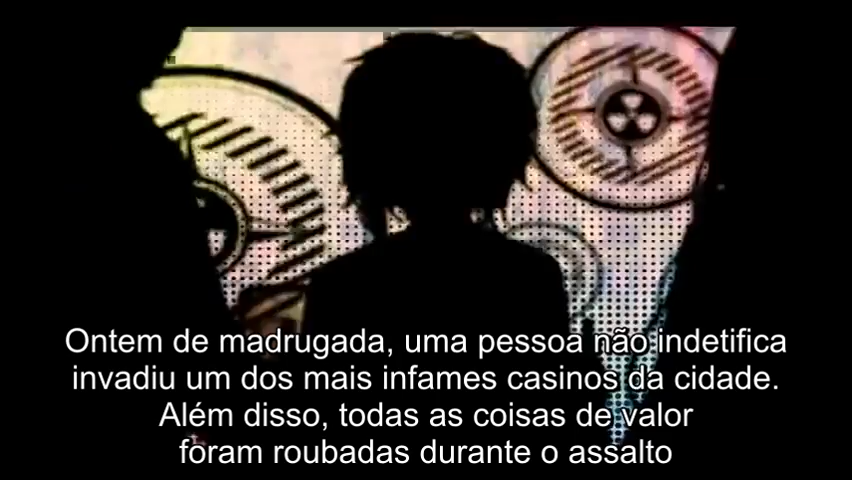 Ontem de madrugada, uma pessoa não indetifica
invadiu um dos mais infames casinos da cidade.
Além disso, todas as coisas de valor
foram roubadas durante o assalto